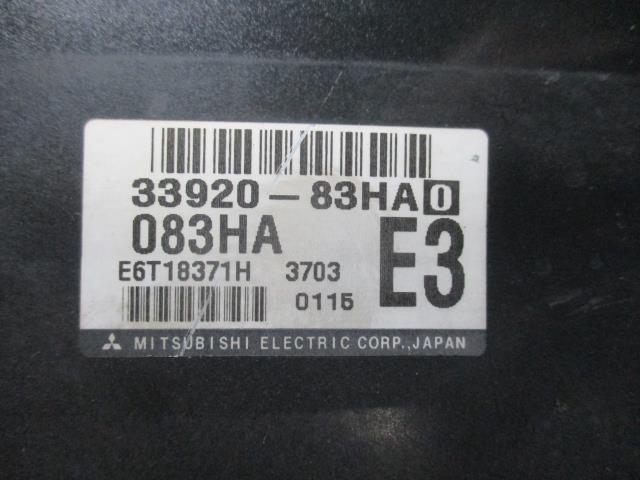 33920-83HA0
083HA
E3
E6T18371H 3703
0115
MITSUBISHI ELECTRIC CORP.,JAPAN